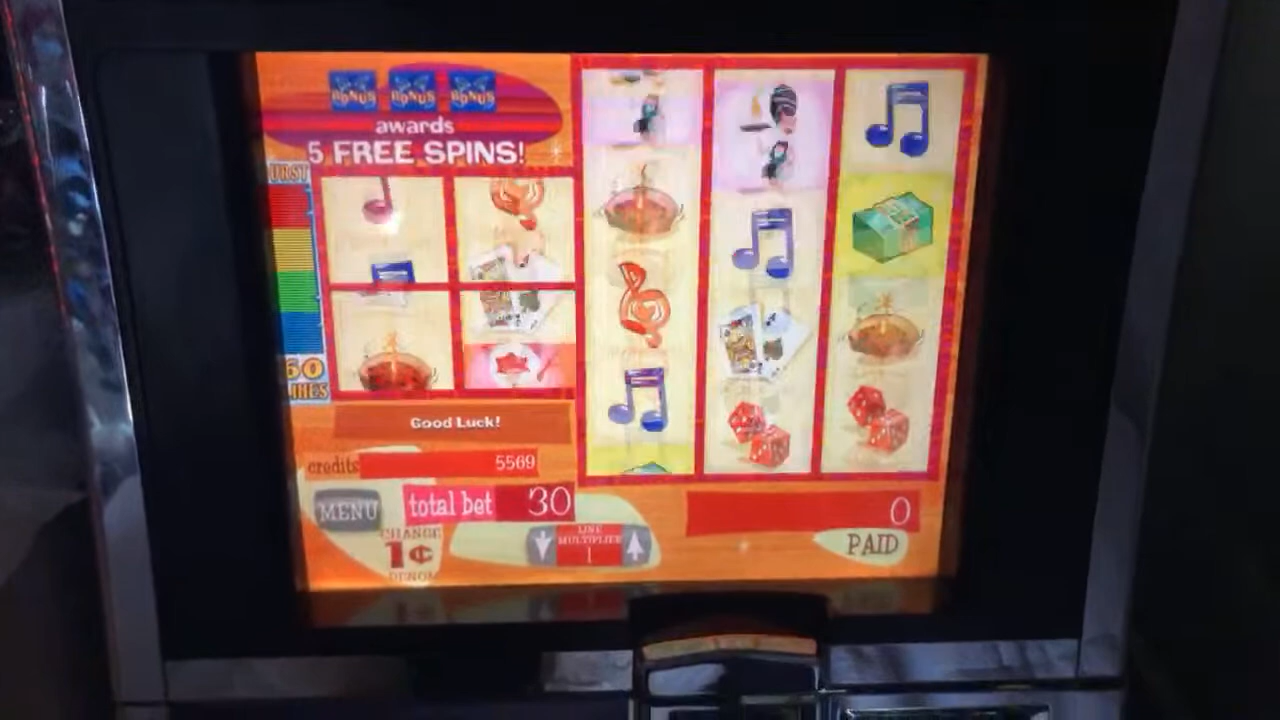 BONUS BONUS BONUS
awards
5 FREE SPINS!
60
Good Luck!
credits 5569
MENU
total bet 30
CHANGE
1¢
DENOM
LINE
MULTIPLIER
1
0
PAID